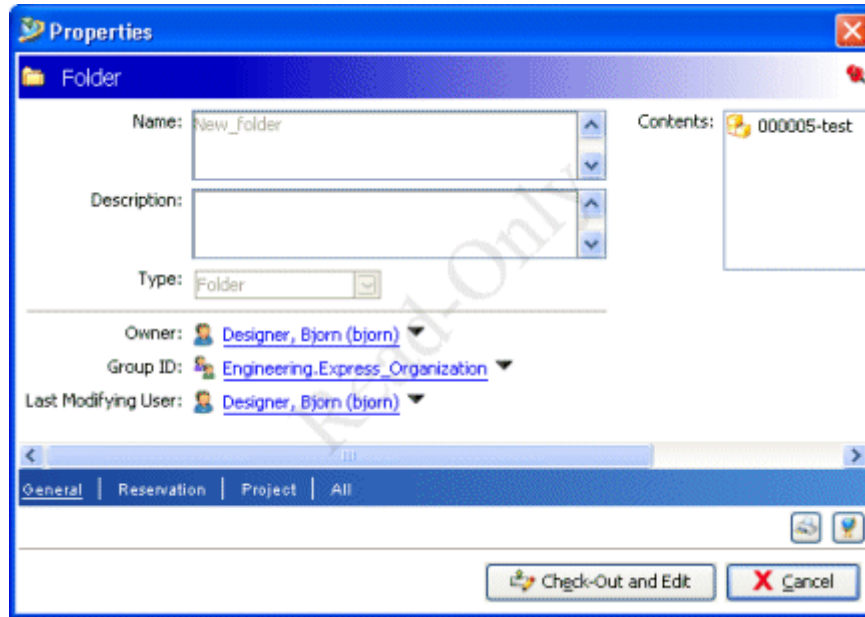 Properties
Folder
Name: New_folder
Contents: 000005-test
Description:
Type: Folder
Owner: Designer, Bjorn (bjorn)
Group ID: Engineering.Express_Organization
Last Modifying User: Designer, Bjorn (bjorn)
Read-Only
General | Reservation | Project | All
Check-Out and Edit
X Cancel